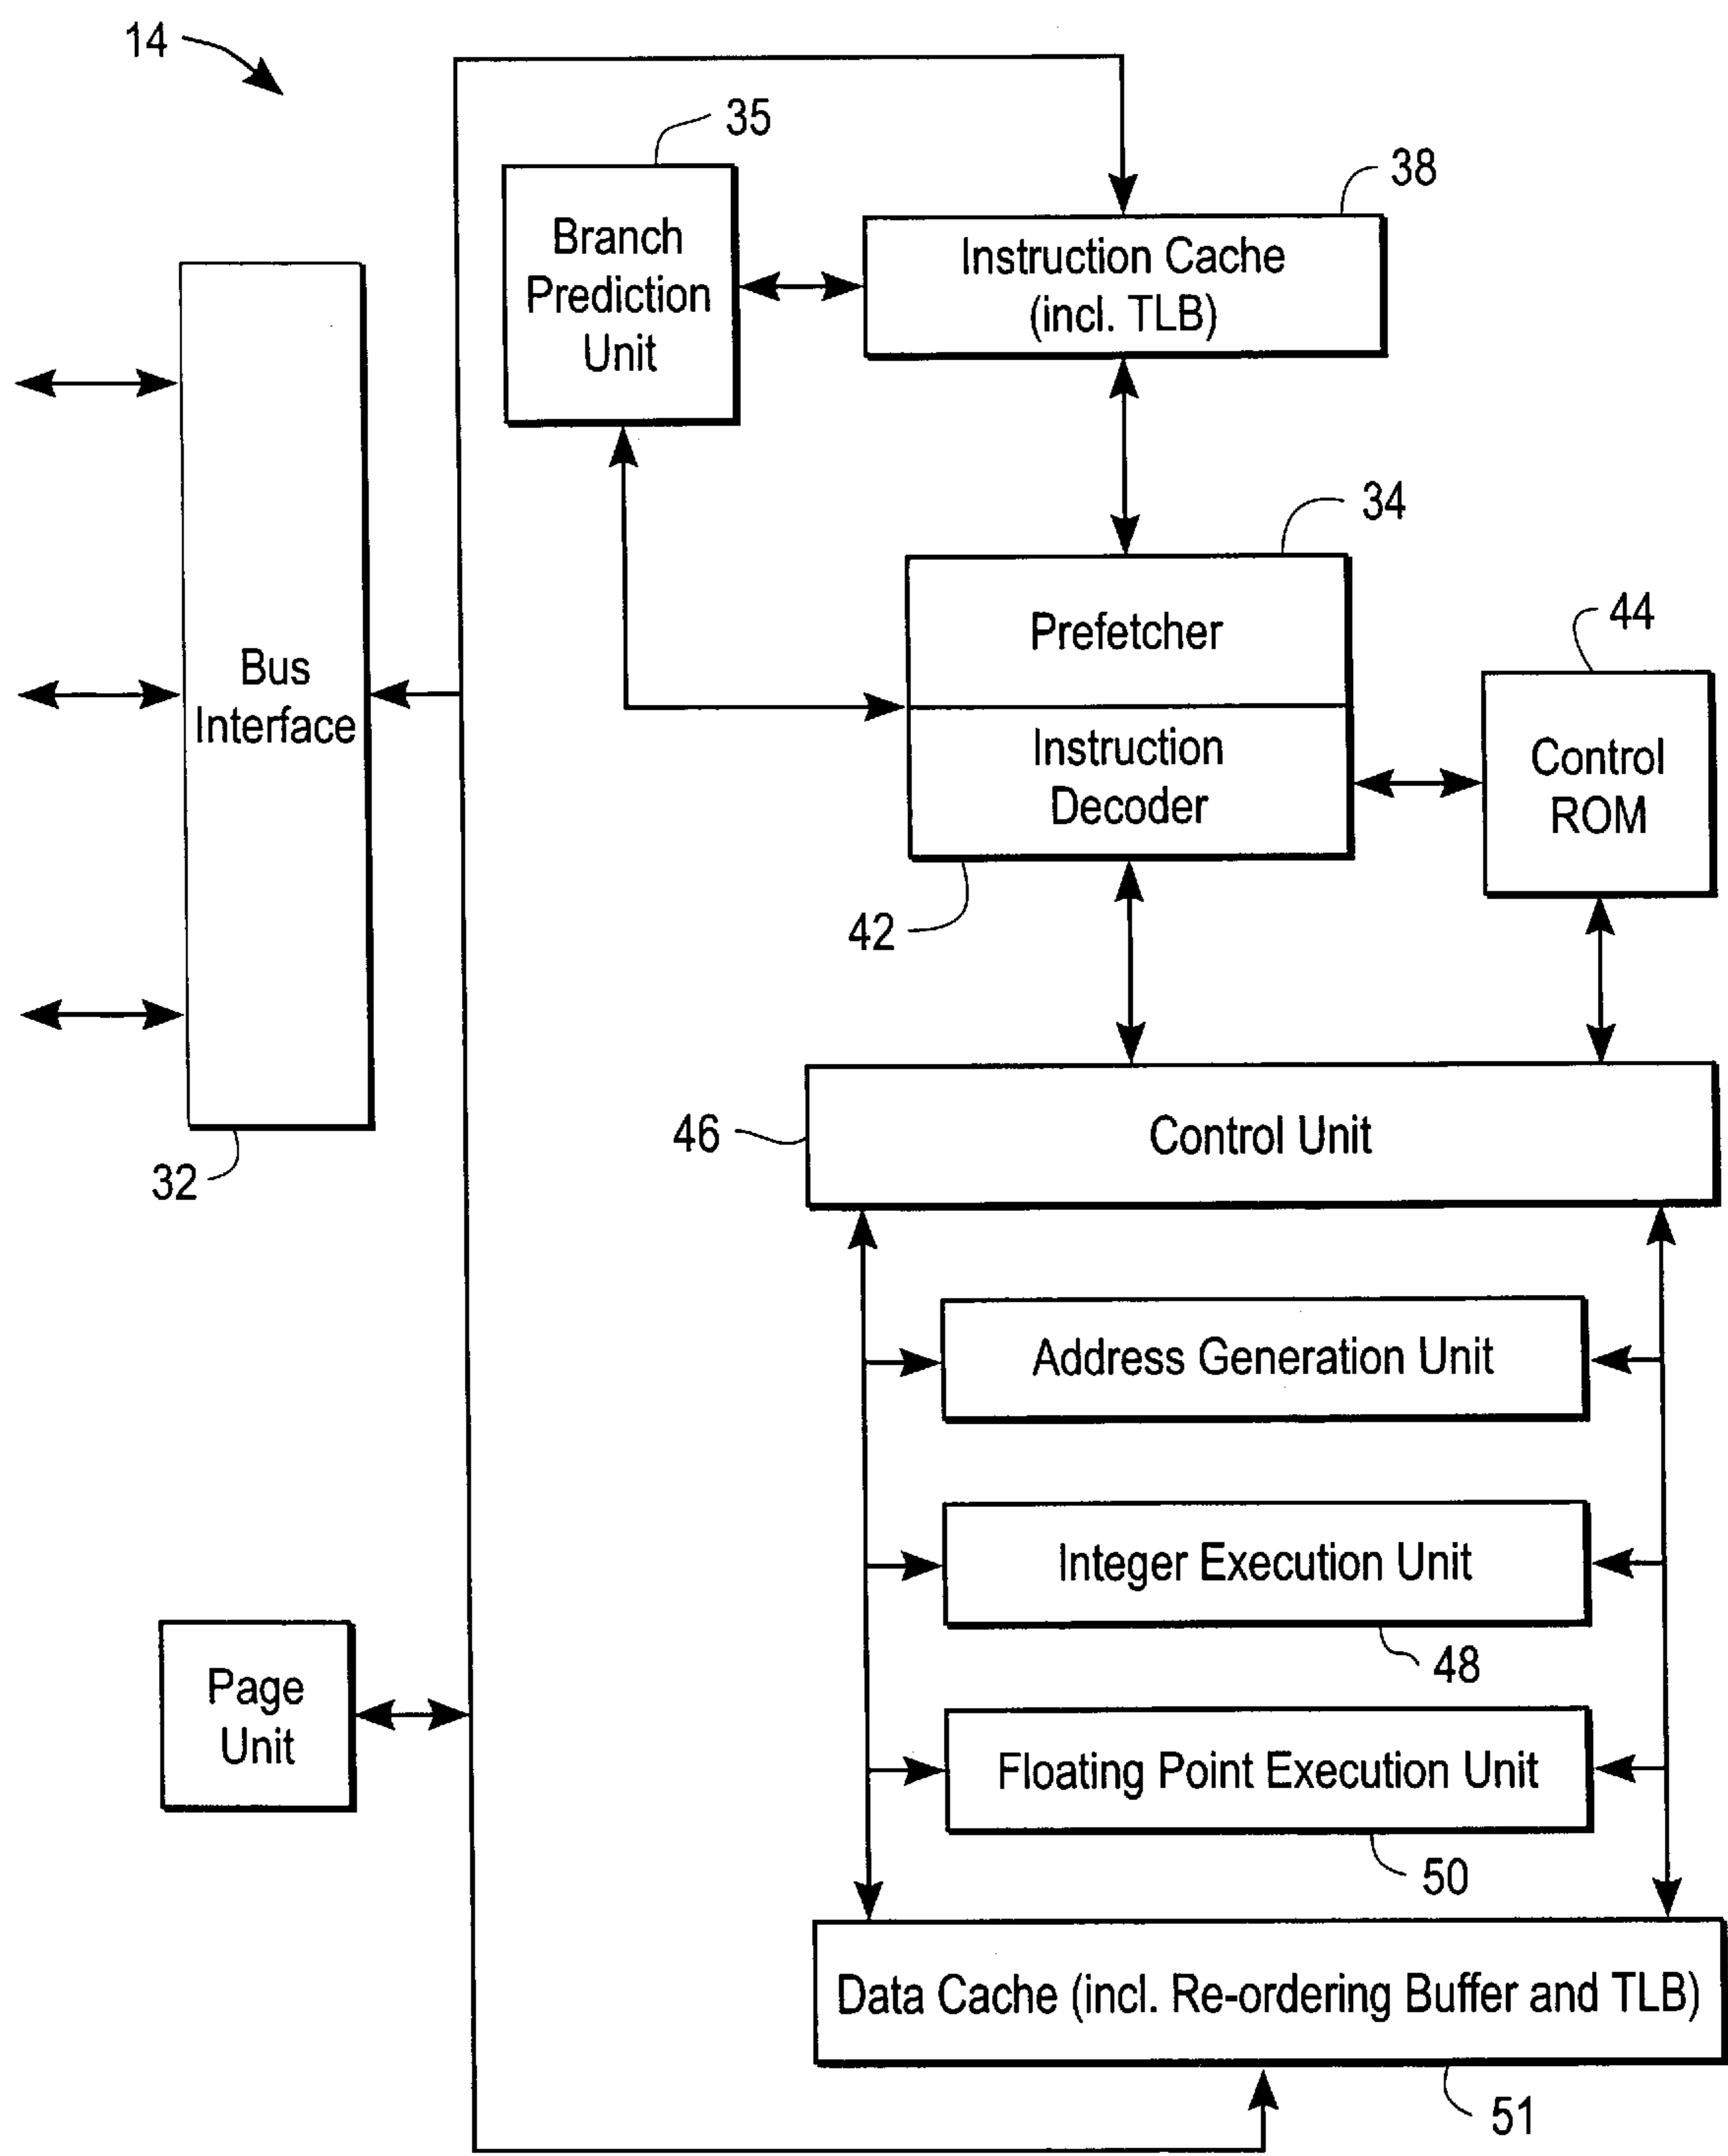 14
35
38
Branch
Prediction
Unit
Instruction Cache
(incl. TLB)
34
44
Bus
Interface
Prefetcher
Instruction
Decoder
Control
ROM
42
32
46
Control Unit
Address Generation Unit
Integer Execution Unit
48
Page
Unit
Floating Point Execution Unit
50
Data Cache (incl. Re-ordering Buffer and TLB)
51